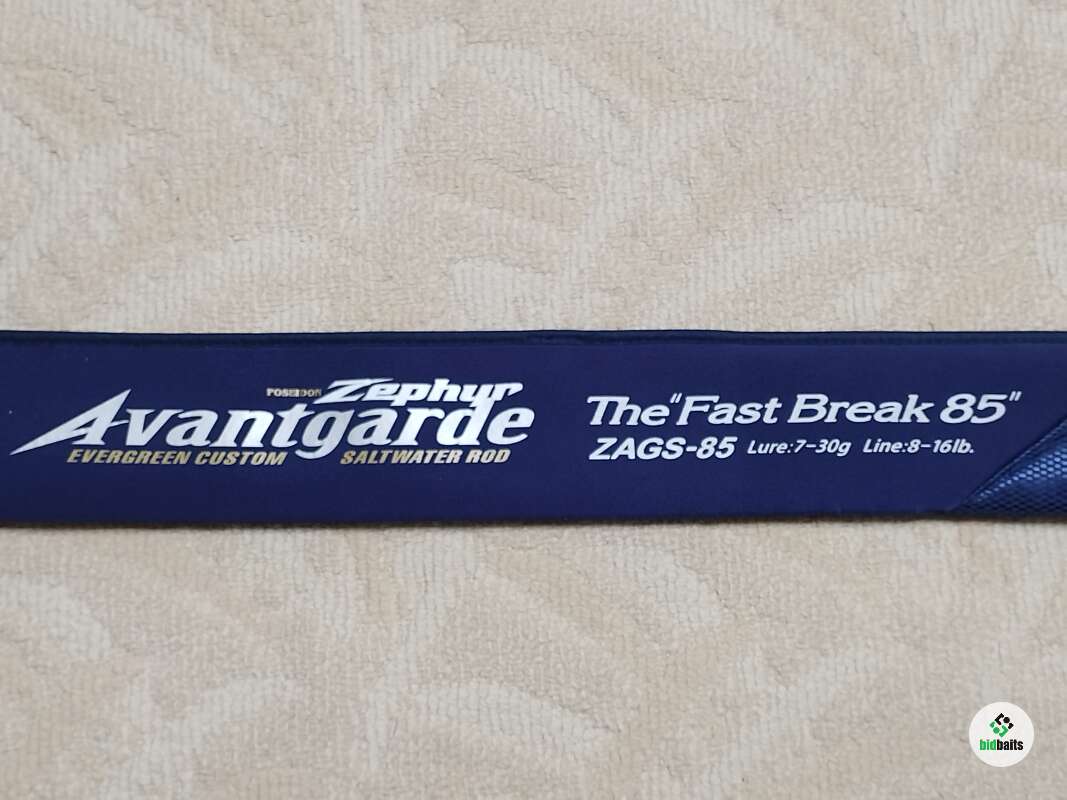 POSEIDON Zephur
Avantgarde
EVERGREEN CUSTOM SALTWATER ROD
The "Fast Break 85"
ZAGS-85 Lure:7-30g Line:8-16lb.
bidbaits